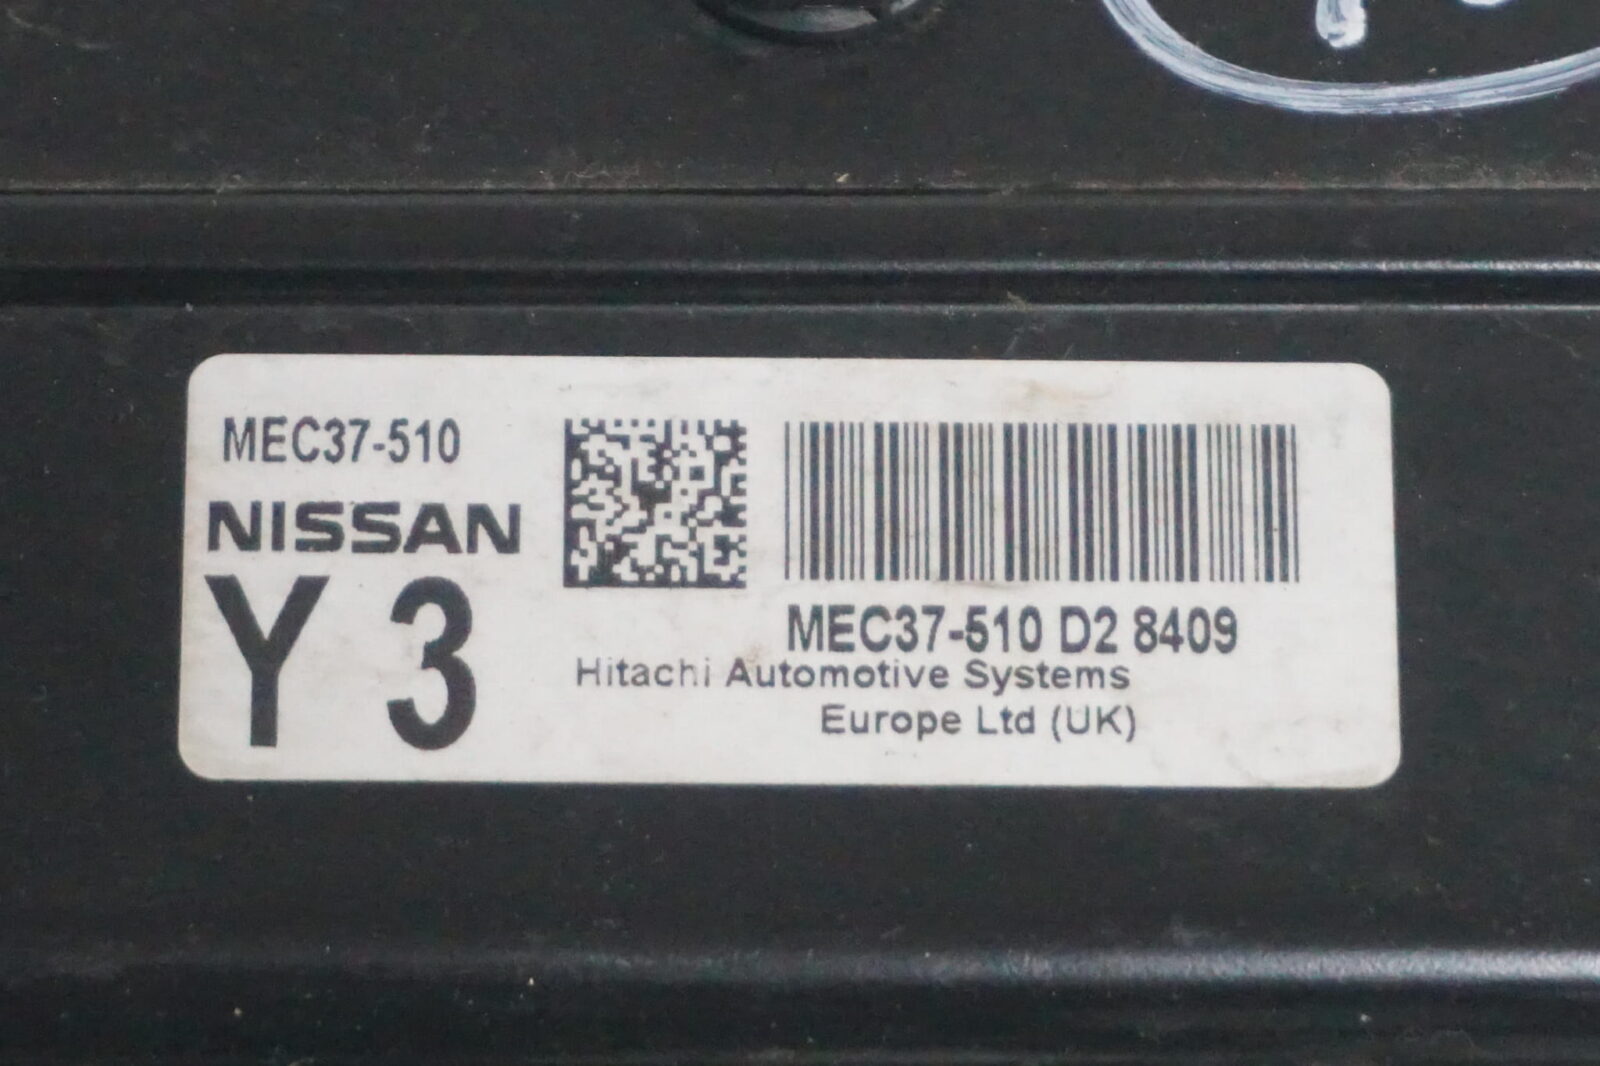 MEC37-510
NISSAN
Y 3
MEC37-510 D2 8409
Hitachi Automotive Systems
Europe Ltd (UK)